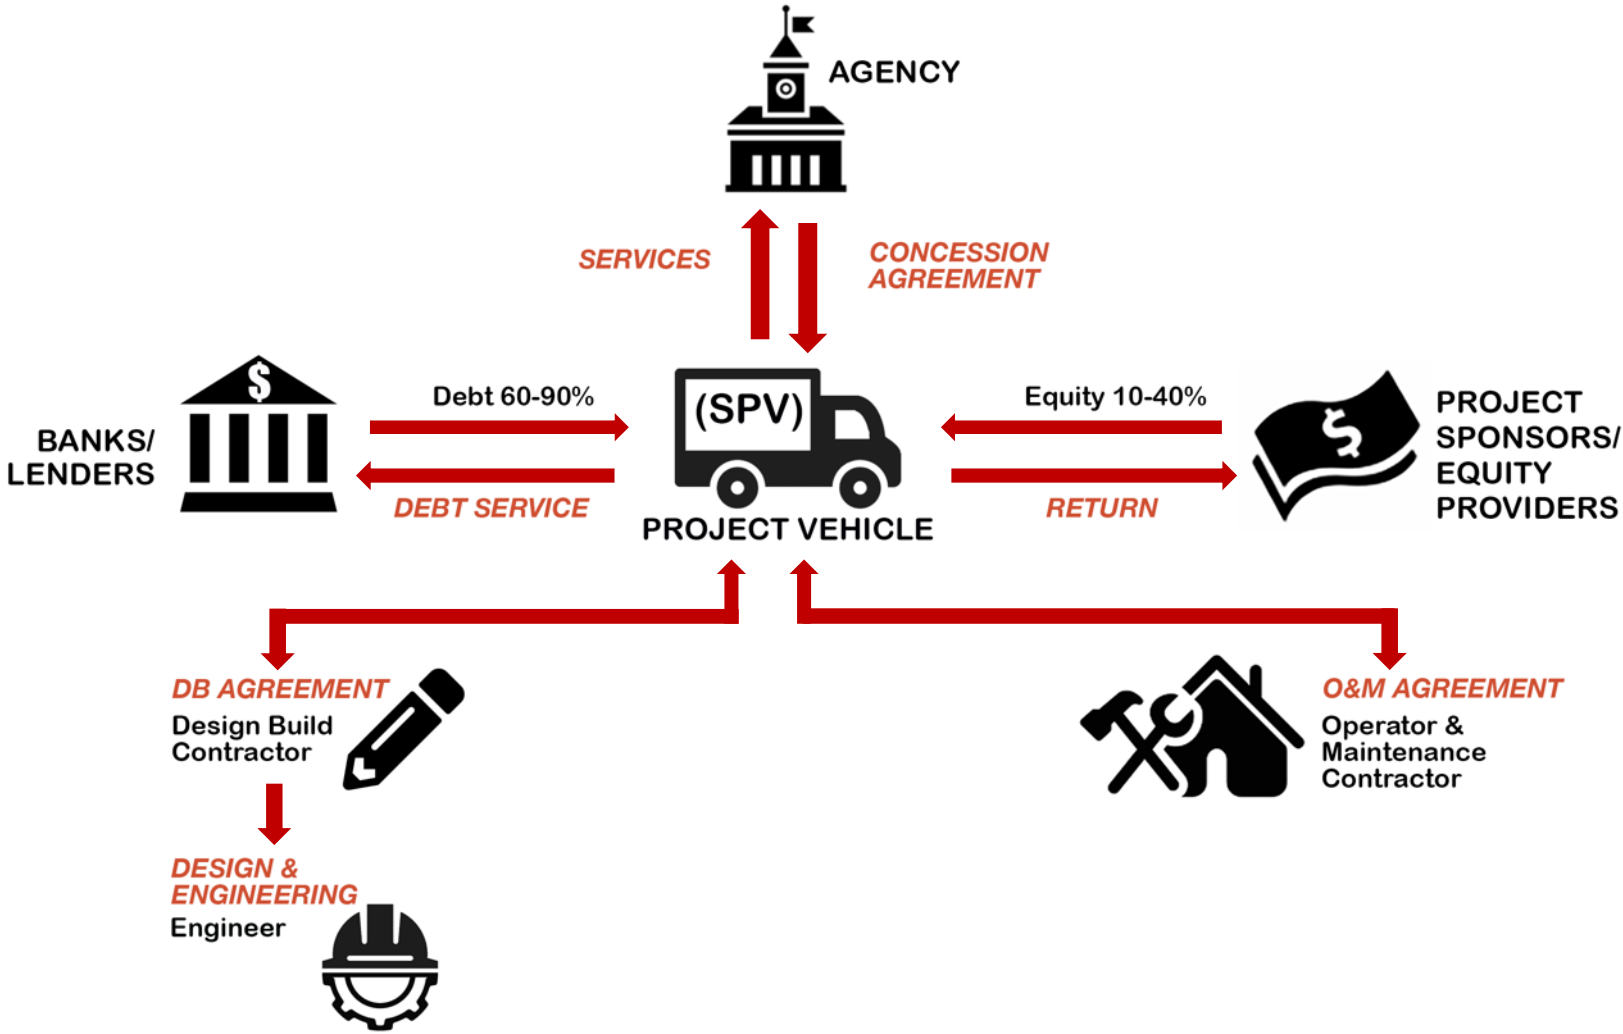 AGENCY
SERVICES
CONCESSION
AGREEMENT
$
BANKS/
LENDERS
Debt 60-90%
DEBT SERVICE
(SPV)
PROJECT VEHICLE
Equity 10-40%
RETURN
$
PROJECT
SPONSORS/
EQUITY
PROVIDERS
DB AGREEMENT
Design Build
Contractor
O&M AGREEMENT
Operator &
Maintenance
Contractor
DESIGN &
ENGINEERING
Engineer